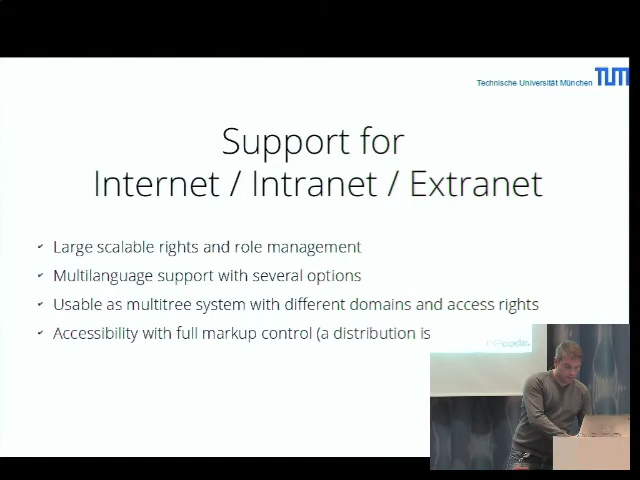 Technische Universität München TUM
Support for
Internet / Intranet / Extranet
Large scalable rights and role management
Multilanguage support with several options
Usable as multitree system with different domains and access rights
Accessibility with full markup control (a distribution is